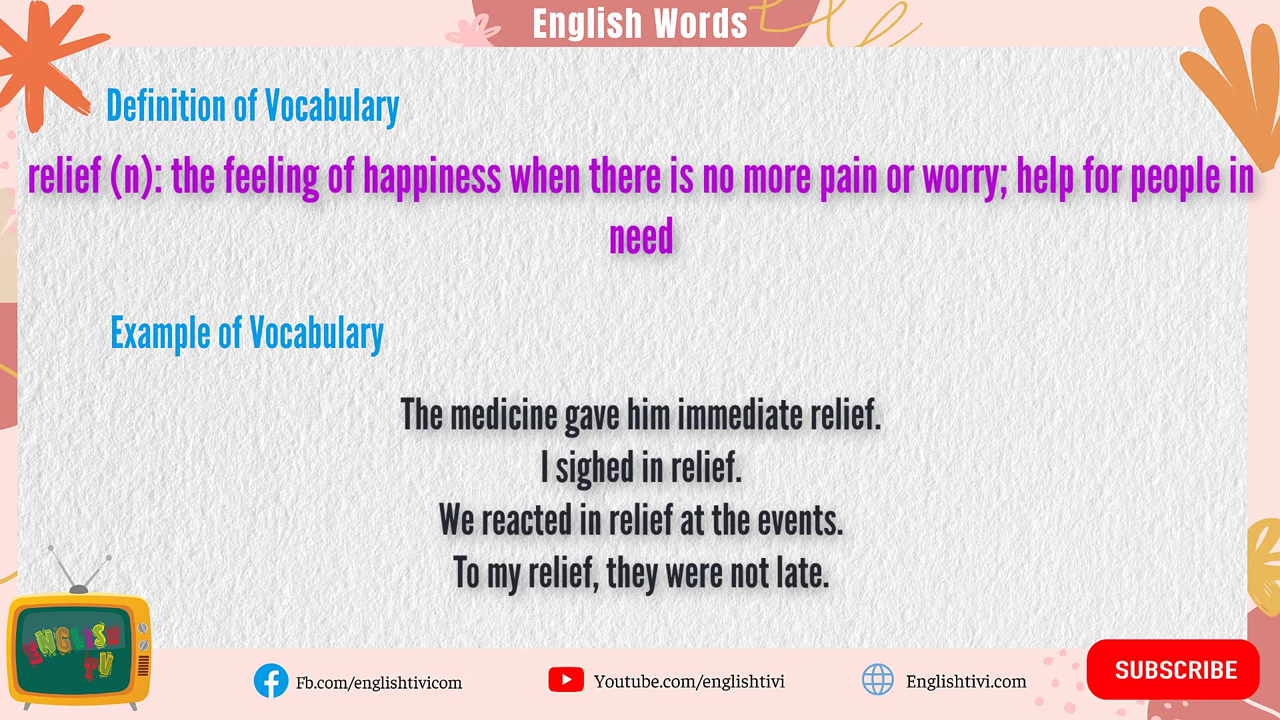 English Words
Definition of Vocabulary
relief (n): the feeling of happiness when there is no more pain or worry; help for people in
need
Example of Vocabulary
The medicine gave him immediate relief.
I sighed in relief.
We reacted in relief at the events.
To my relief, they were not late.
ENGLISH
TV
Fb.com/englishtivicom
Youtube.com/englishtivi
Englishtivi.com
SUBSCRIBE